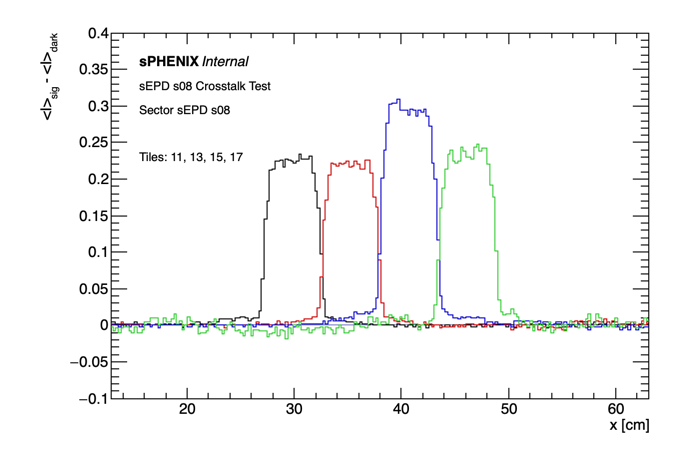 <I>sig - <I>dark
0.4
0.35
0.3
0.25
0.2
0.15
0.1
0.05
0
−0.05
−0.1
sPHENIX Internal
sEPD s08 Crosstalk Test
Sector sEPD s08
Tiles: 11, 13, 15, 17
20 30 40 50 60
x [cm]